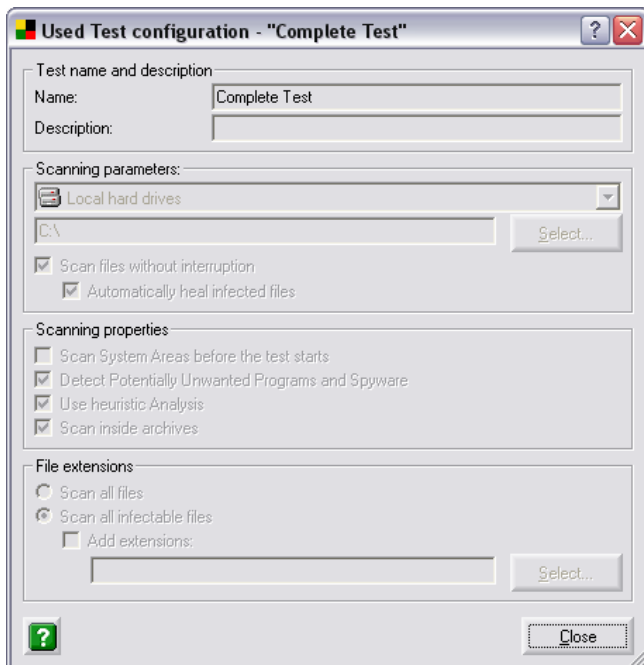 Used Test configuration - "Complete Test"
?
Test name and description
Name:
Complete Test
Description:
Scanning parameters:
Local hard drives
C:\
Select...
Scan files without interruption
Automatically heal infected files
Scanning properties
Scan System Areas before the test starts
Detect Potentially Unwanted Programs and Spyware
Use heuristic Analysis
Scan inside archives
File extensions
Scan all files
Scan all infectable files
Add extensions:
Select...
?
Close